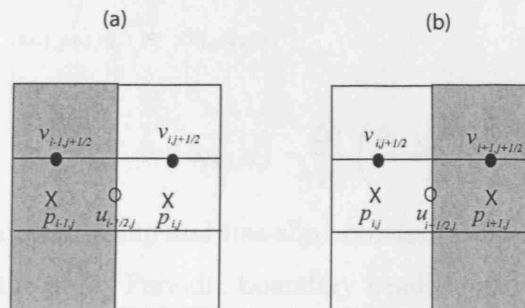 (a) (b)
v_{i-1,j+1/2} v_{i,j+1/2} v_{i,j+1/2} v_{i+1,j+1/2}
X X X X
p_{i-1,j} u_{i-1/2,j} p_{i,j} p_{i,j} u_{i+1/2,j} p_{i+1,j}